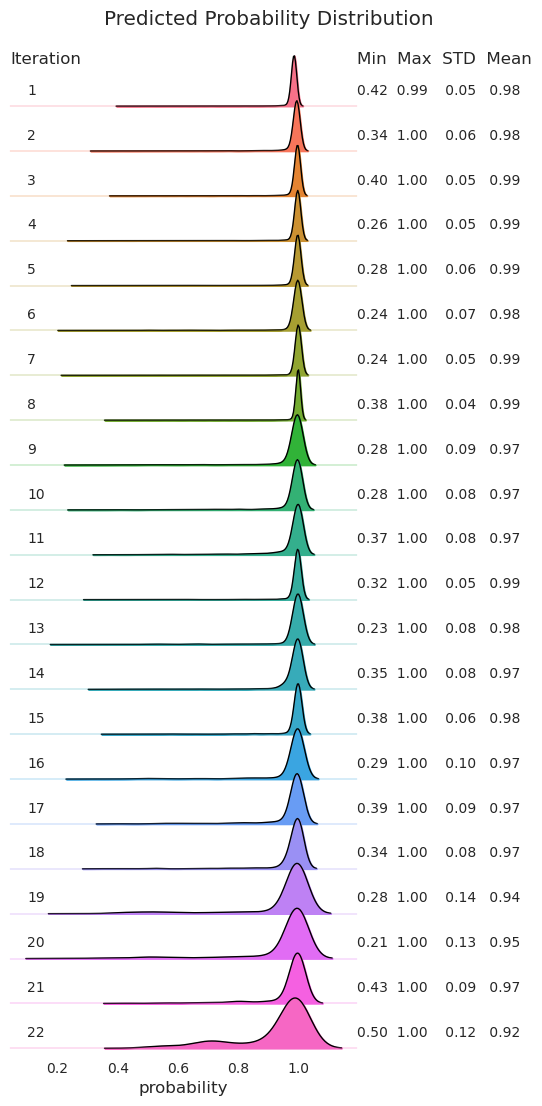 Predicted Probability Distribution
Iteration Min Max STD Mean
1 0.42 0.99 0.05 0.98
2 0.34 1.00 0.06 0.98
3 0.40 1.00 0.05 0.99
4 0.26 1.00 0.05 0.99
5 0.28 1.00 0.06 0.99
6 0.24 1.00 0.07 0.98
7 0.24 1.00 0.05 0.99
8 0.38 1.00 0.04 0.99
9 0.28 1.00 0.09 0.97
10 0.28 1.00 0.08 0.97
11 0.37 1.00 0.08 0.97
12 0.32 1.00 0.05 0.99
13 0.23 1.00 0.08 0.98
14 0.35 1.00 0.08 0.97
15 0.38 1.00 0.06 0.98
16 0.29 1.00 0.10 0.97
17 0.39 1.00 0.09 0.97
18 0.34 1.00 0.08 0.97
19 0.28 1.00 0.14 0.94
20 0.21 1.00 0.13 0.95
21 0.43 1.00 0.09 0.97
22 0.50 1.00 0.12 0.92
0.2 0.4 0.6 0.8 1.0
probability